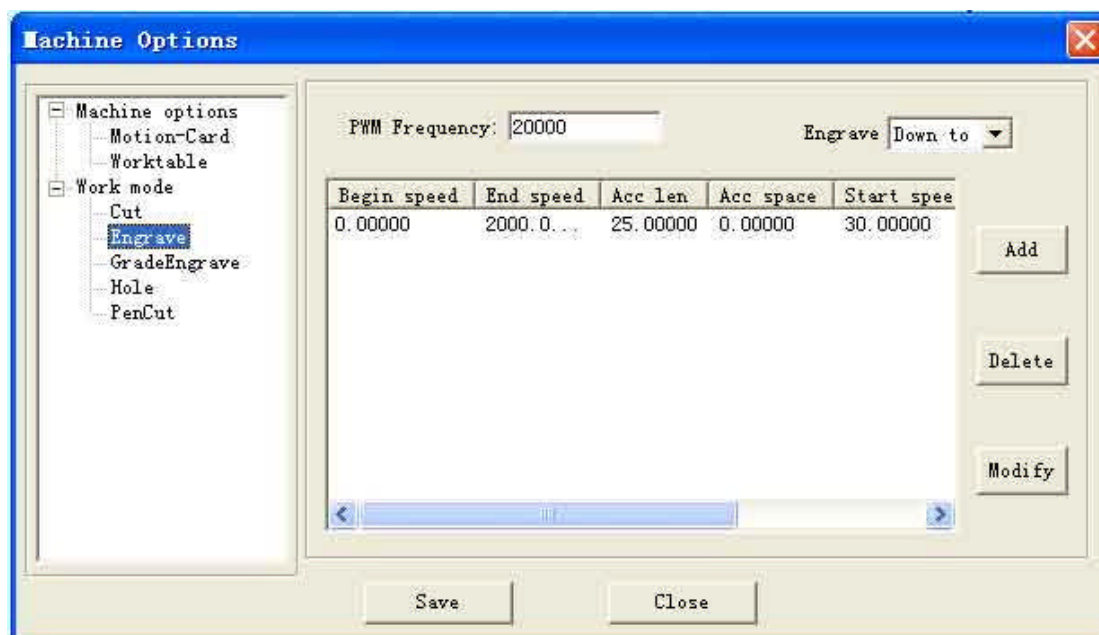 Machine Options
Machine options
Motion-Card
Worktable
Work mode
Cut
Engrave
GradeEngrave
Hole
PenCut
PWM Frequency: 20000
Engrave Down to
Begin speed End speed Acc len Acc space Start spee
0.00000 2000.0... 25.00000 0.00000 30.00000
Add
Delete
Modify
Save Close